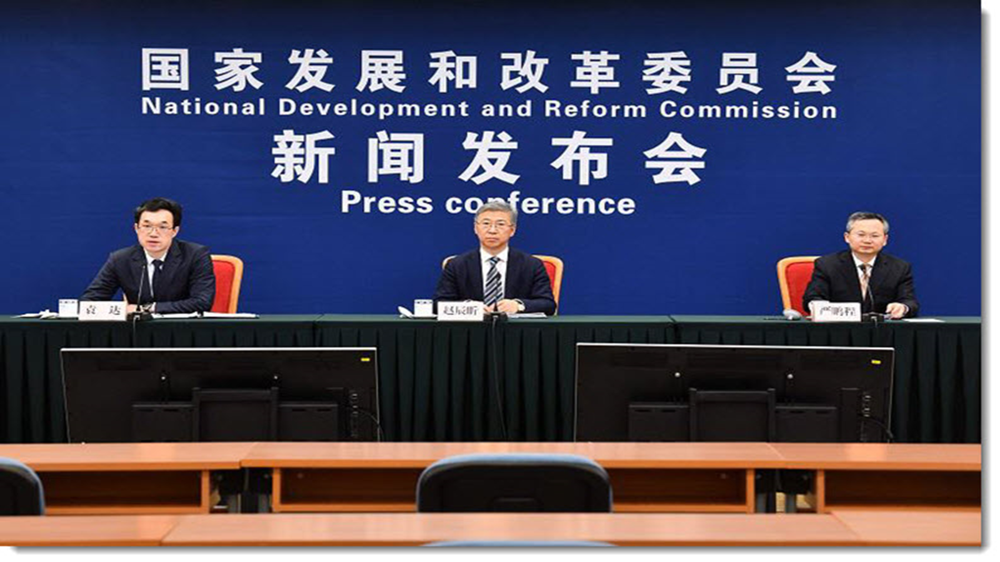 国家发展和改革委员会
National Development and Reform Commission
新闻发布会
Press conference
袁 达
赵辰昕
严鹏程